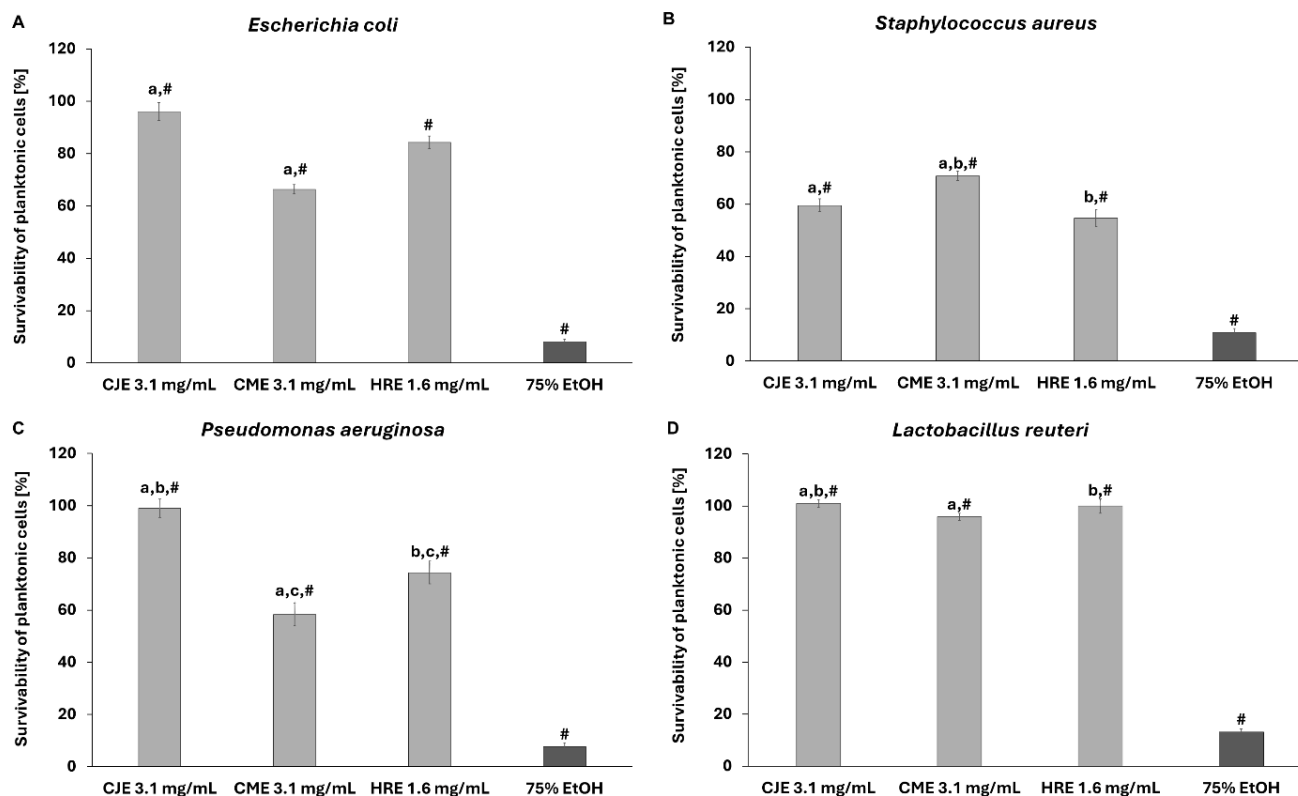 A
Escherichia coli
Survivability of planktonic cells [%]
120
100
80
60
40
20
0
a,#
a,#
#
#
CJE 3.1 mg/mL CME 3.1 mg/mL HRE 1.6 mg/mL 75% EtOH
B
Staphylococcus aureus
Survivability of planktonic cells [%]
120
100
80
60
40
20
0
a,#
a,b,#
b,#
#
CJE 3.1 mg/mL CME 3.1 mg/mL HRE 1.6 mg/mL 75% EtOH
C
Pseudomonas aeruginosa
Survivability of planktonic cells [%]
120
100
80
60
40
20
0
a,b,#
a,c,#
b,c,#
#
CJE 3.1 mg/mL CME 3.1 mg/mL HRE 1.6 mg/mL 75% EtOH
D
Lactobacillus reuteri
Survivability of planktonic cells [%]
120
100
80
60
40
20
0
a,b,#
a,#
b,#
#
CJE 3.1 mg/mL CME 3.1 mg/mL HRE 1.6 mg/mL 75% EtOH